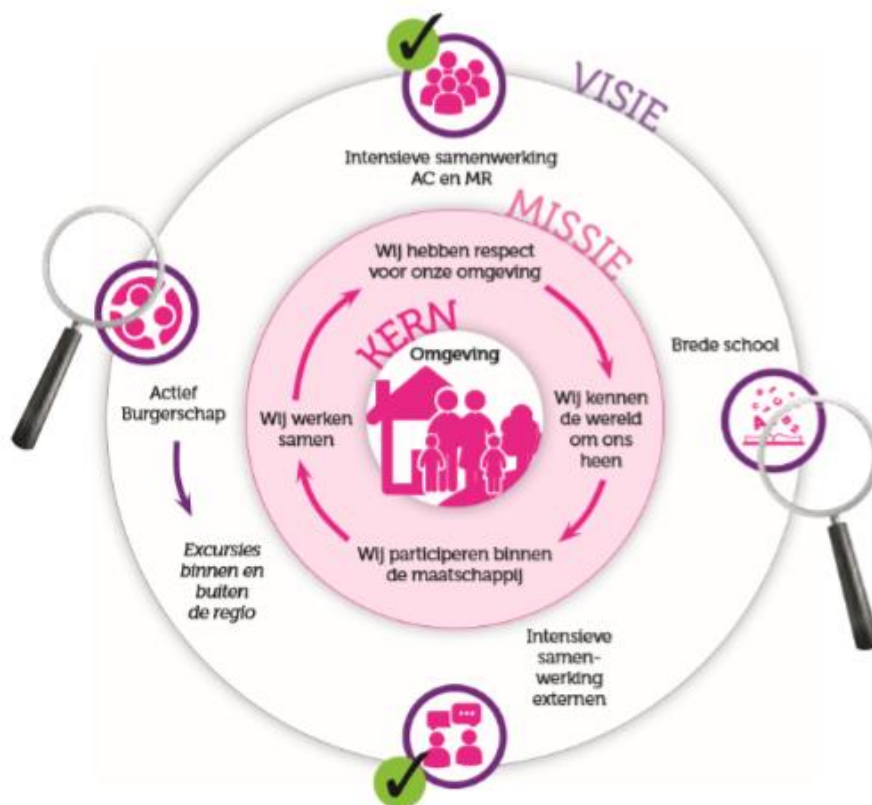 VISIE
Intensieve samenwerking
AC en MR
MISSIE
Wij hebben respect
voor onze omgeving
KERN
Omgeving
Brede school
Actief
Burgerschap
Wij werken
samen
Wij kennen
de wereld
om ons
heen
Excursies
binnen en
buiten
de regio
Wij participeren binnen
de maatschappij
Intensieve
samen-
werking
externen